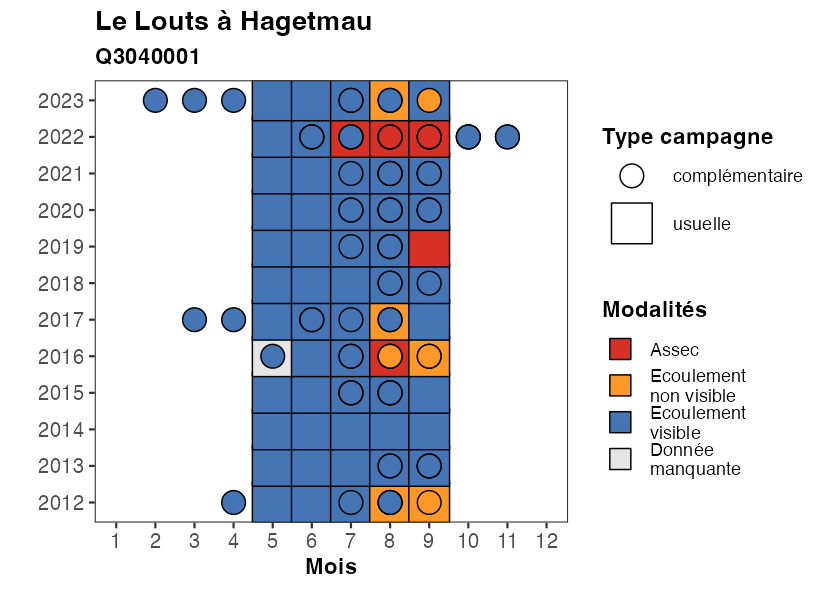 Le Louts à Hagetmau
Q3040001
2023
2022
2021
2020
2019
2018
2017
2016
2015
2014
2013
2012
1 2 3 4 5 6 7 8 9 10 11 12
Mois
Type campagne
complémentaire
usuelle
Modalités
Assec
Ecoulement
non visible
Ecoulement
visible
Donnée
manquante